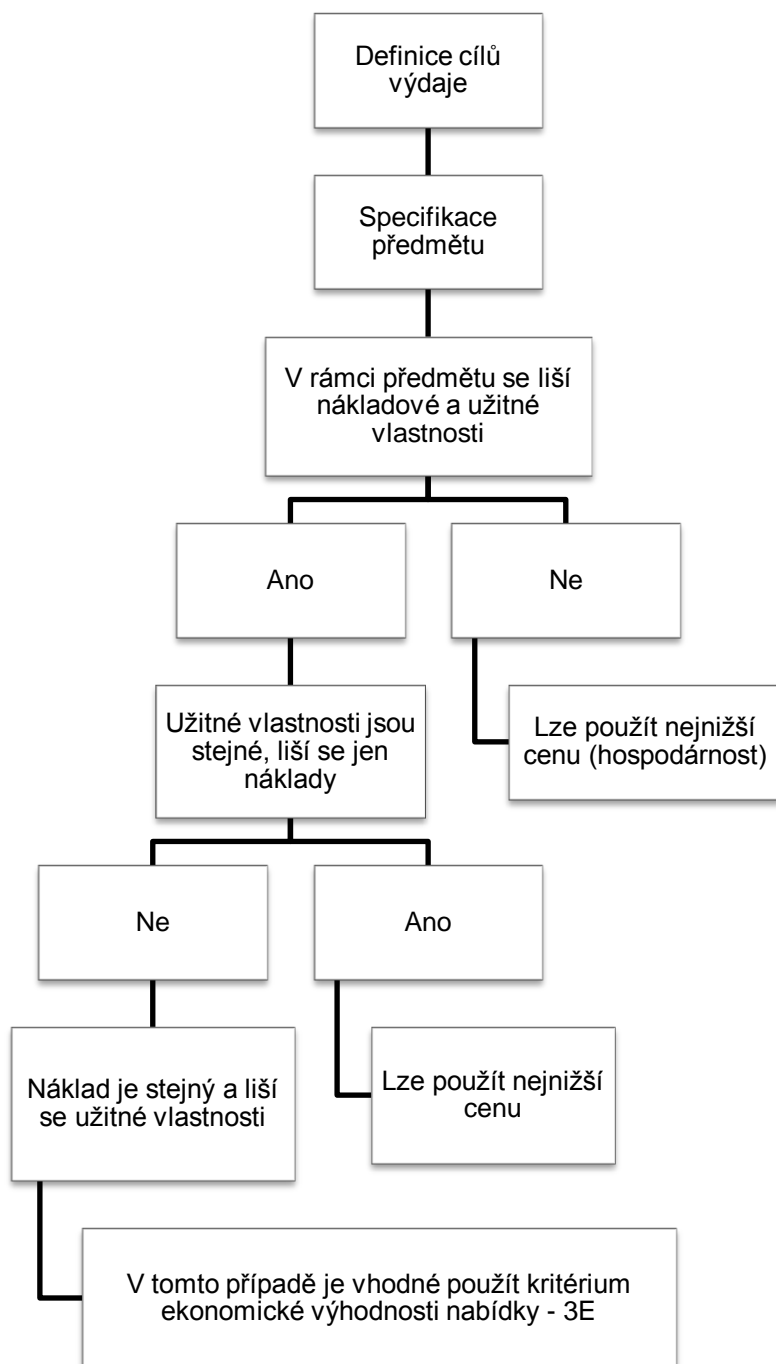 Definice cílů
výdaje
Specifikace
předmětu
V rámci předmětu se liší
nákladové a užitné
vlastnosti
Ano
Ne
Užitné vlastnosti jsou
stejné, liší se jen
náklady
Lze použít nejnižší
cenu (hospodárnost)
Ne
Ano
Náklad je stejný a liší
se užitné vlastnosti
Lze použít nejnižší
cenu
V tomto případě je vhodné použít kritérium
ekonomické výhodnosti nabídky - 3E